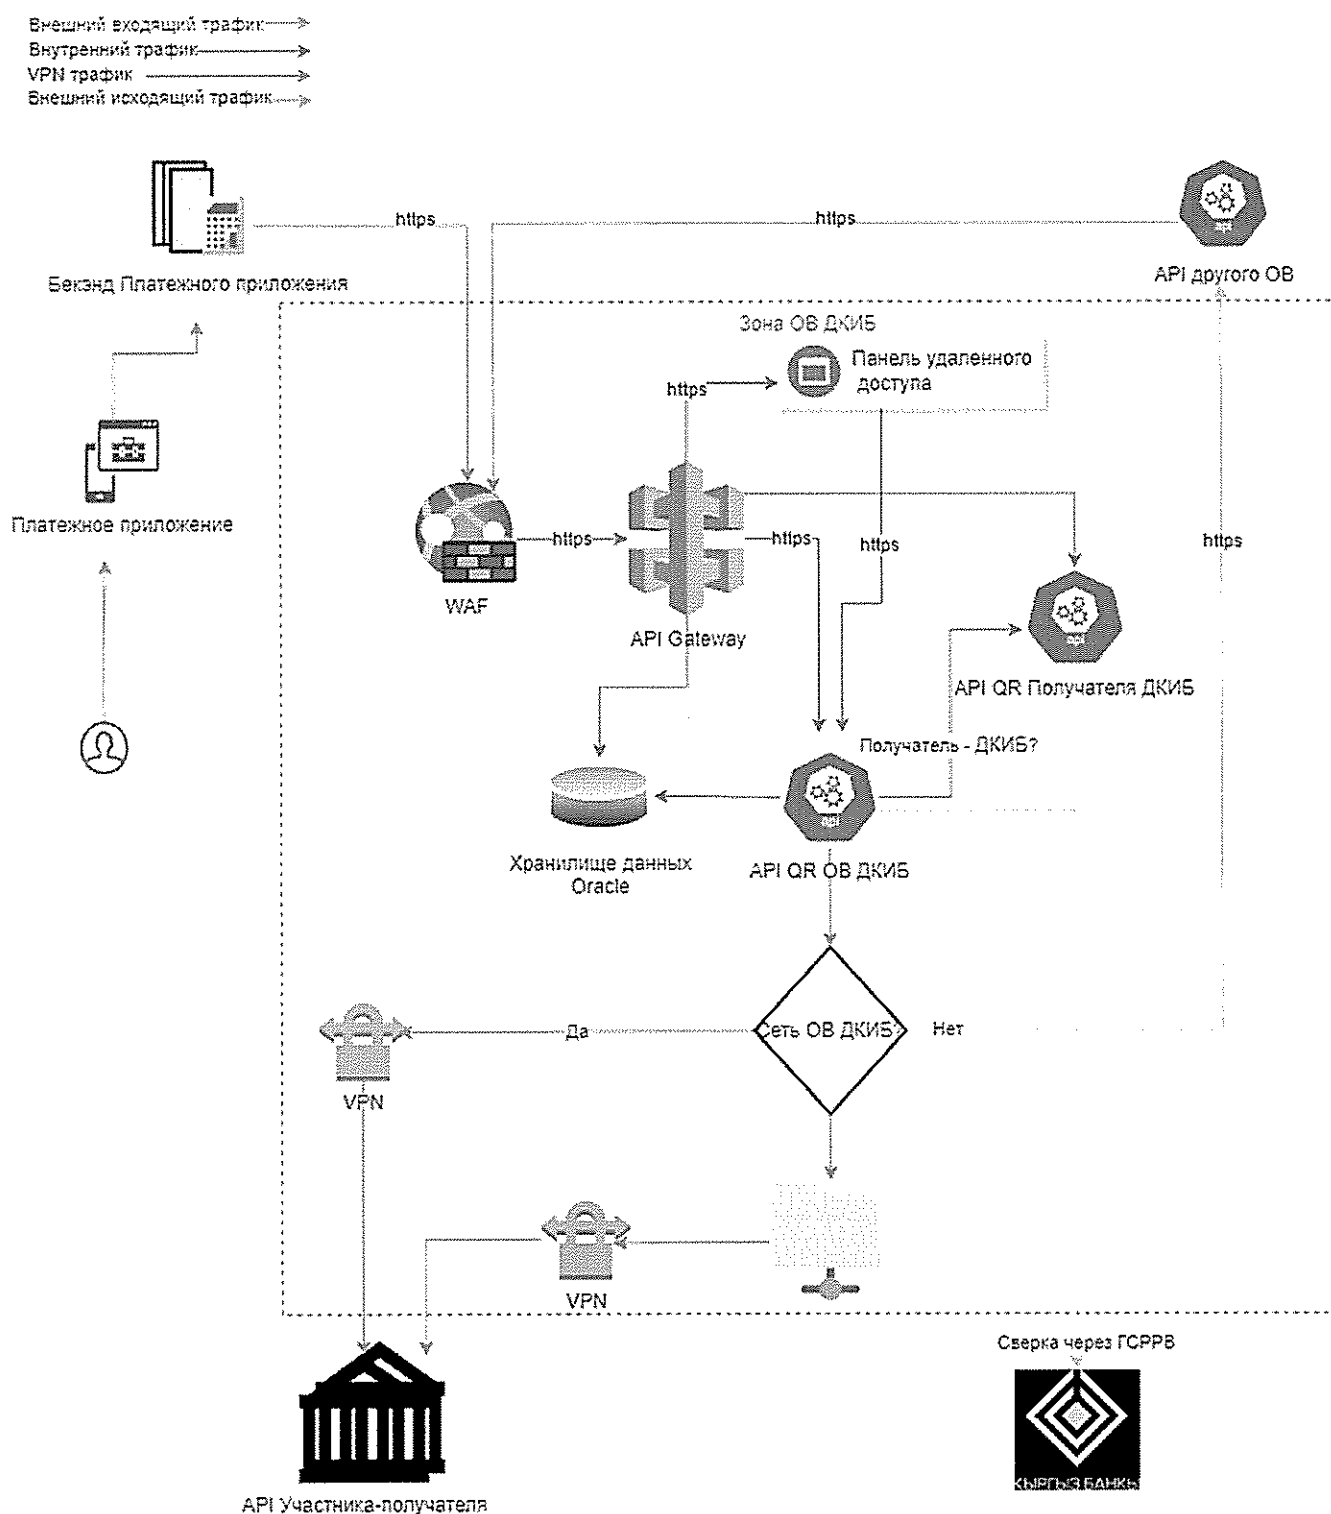 Внешний входящий трафик
Внутренний трафик
VPN трафик
Внешний исходящий трафик
https
https
api
Бекэнд Платежного приложения
API другого ОВ
Зона ОВ ДКИБ
Панель удаленного
доступа
https
Платежное приложение
https
https
https
https
WAF
API Gateway
api
API QR Получателя ДКИБ
Получатель - ДКИБ?
api
Хранилище данных
Oracle
API QR ОВ ДКИБ
Да
Сеть ОВ ДКИБ?
Нет
VPN
VPN
Сверка через ГСРРВ
КЫРГЫЗ БАНКЫ
API Участника-получателя